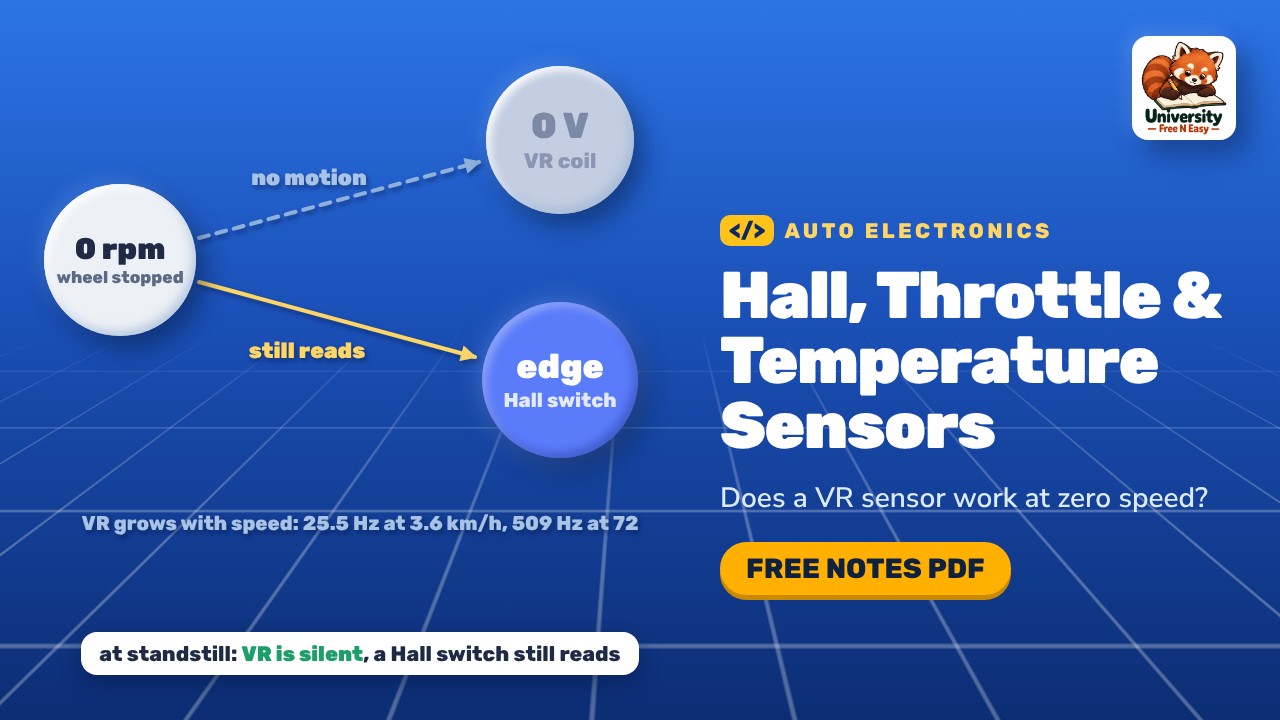 0 V
VR coil
no motion
0 rpm
wheel stopped
still reads
edge
Hall switch
VR grows with speed: 25.5 Hz at 3.6 km/h, 509 Hz at 72
at standstill: VR is silent, a Hall switch still reads
University
Free N Easy
</> AUTO ELECTRONICS
Hall, Throttle &
Temperature
Sensors
Does a VR sensor work at zero speed?
FREE NOTES PDF